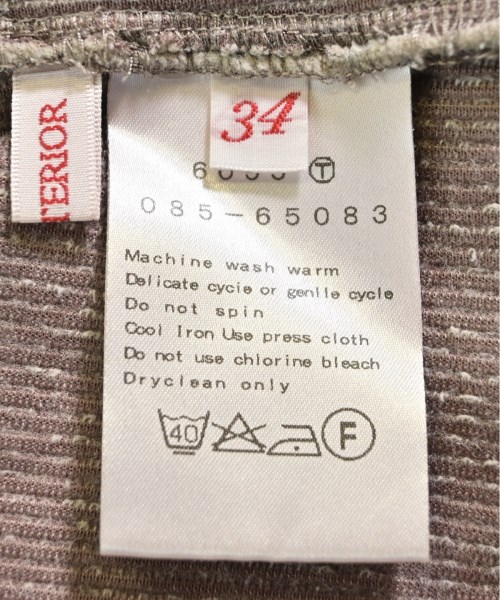 TERIOR
34
T
085-65083
Machine wash warm
Delicate cycie or genlle cycle
Do not spin
Cool Iron Use press cloth
Do not use chlorine bleach
Dryclean only
40
F